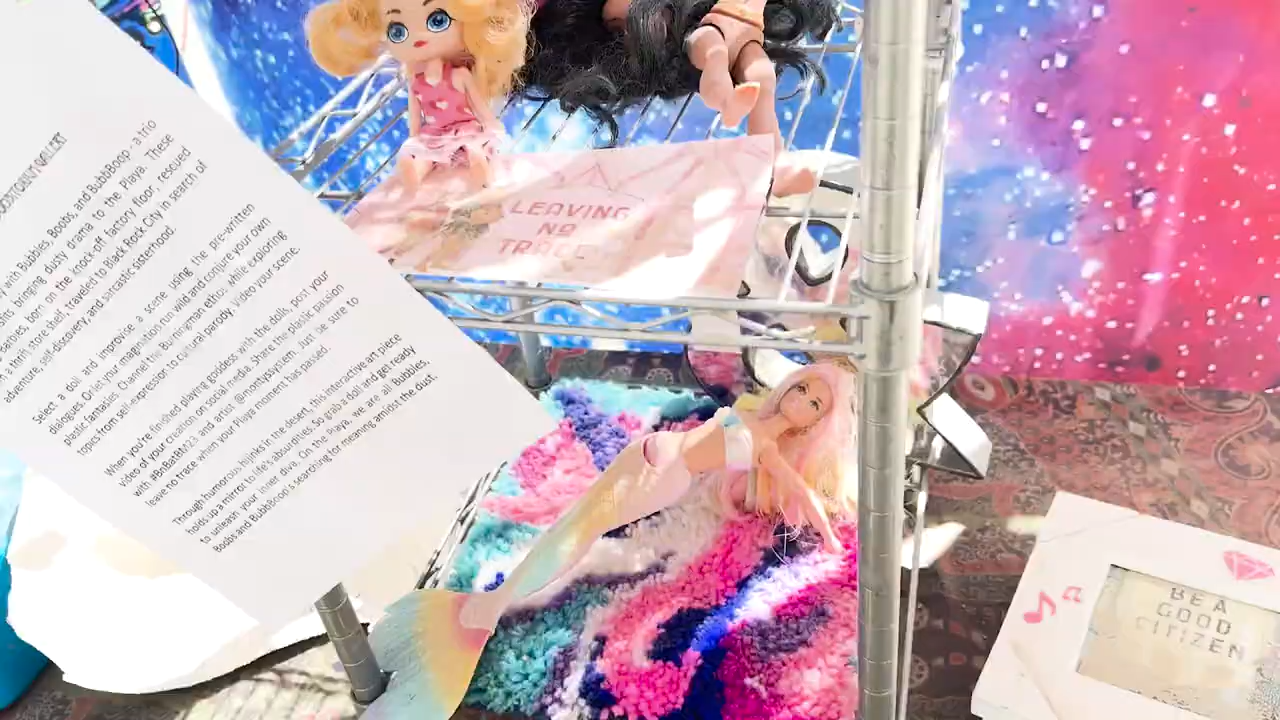 y with Bubbles, Boobs, and BubBoop - a trio
Barbies, bringing dusty drama to the Playa. These
born on the knock-off factory floor, rescued
a thrift store shelf, traveled to Black Rock City in search of
adventure, self-discovery, and sarcastic sisterhood.
Select a doll and improvise a scene using the pre-written
dialogues. Or let your imagination run wild and conjure your own
plastic fantasies. Channel the Burningman ethos, while exploring
topics from self-expression to cultural parody. Video your scene.
When you're finished playing goddess with the dolls, post your
video of your creation on social media. Share the plastic pulsion
with and artist Just be sure to
leave no trace when your Playa moment has passed.
Through humorous hijinks in the desert, this interactive art piece
holds up a mirror to life's absurdities. So grab a doll and get ready
to unleash your inner diva. On the Playa, we are all Bubbles,
Boobs and BubbBoop's searching for meaning amidst the dust.
LEAVING
NO
TRACE
BE A
GOOD
CITIZEN